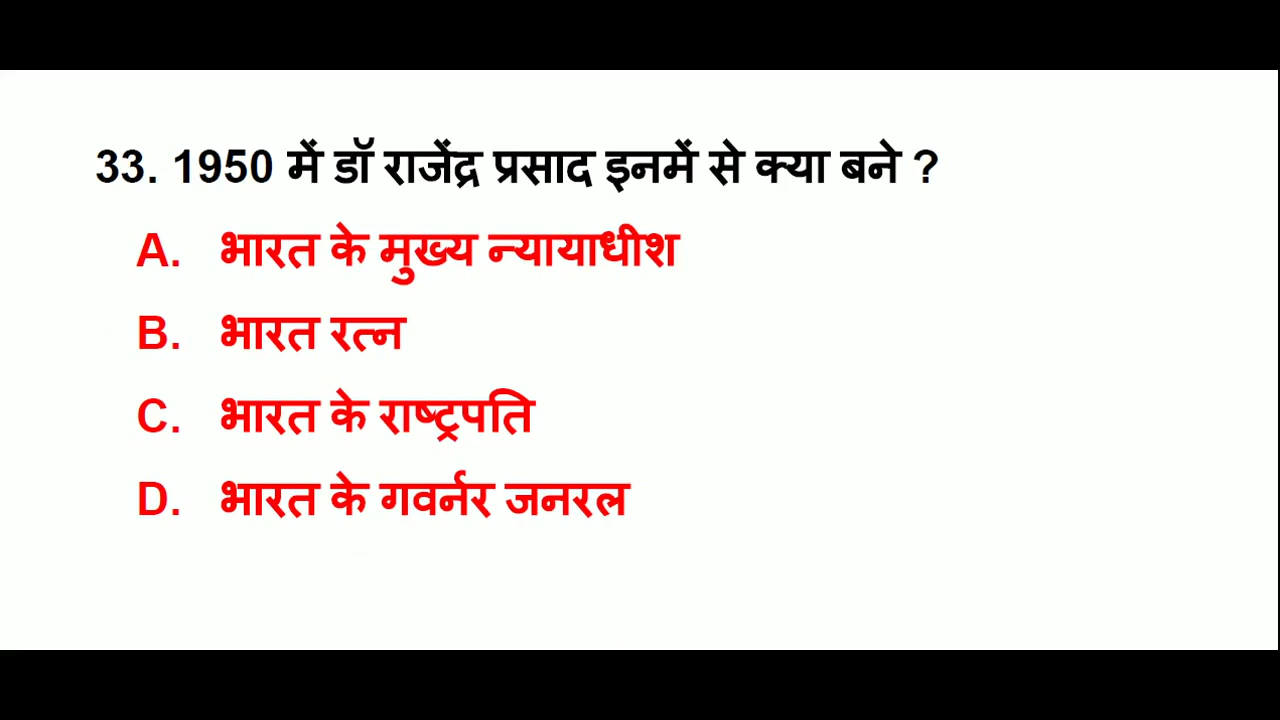 33. 1950 में डॉ राजेंद्र प्रसाद इनमें से क्या बने ?
A. भारत के मुख्य न्यायाधीश
B. भारत रत्न
C. भारत के राष्ट्रपति
D. भारत के गवर्नर जनरल